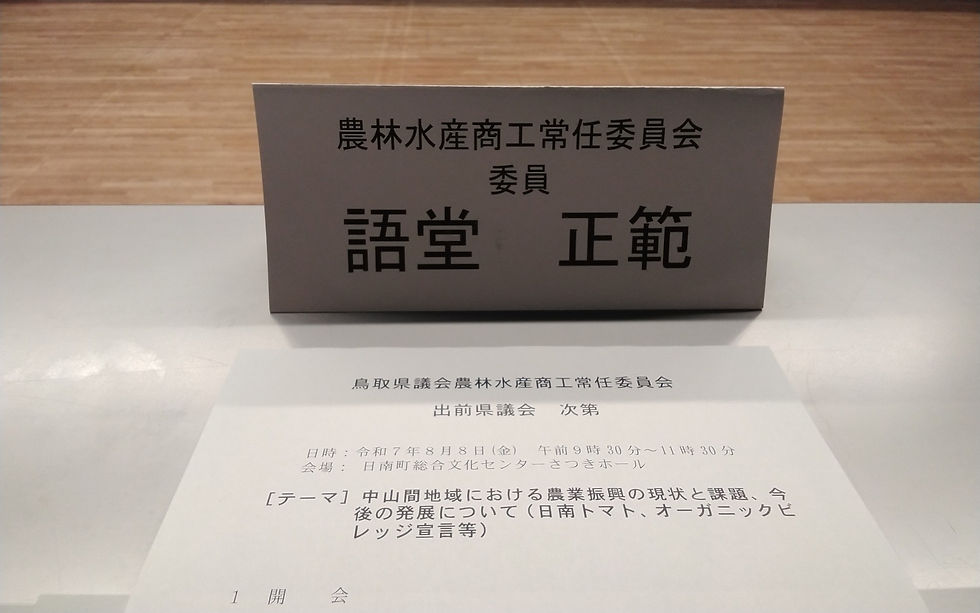 農林水産商工常任委員会
委員
語堂　正範
鳥取県議会農林水産商工常任委員会
出前県議会　次第
日時：令和７年８月８日(金)　午前９時30分～11時30分
会場：　日南町総合文化センターさつきホール
［テーマ］中山間地域における農業振興の現状と課題、今
後の発展について（日南トマト、オーガニックビ
レッジ宣言等）
１　開　　会